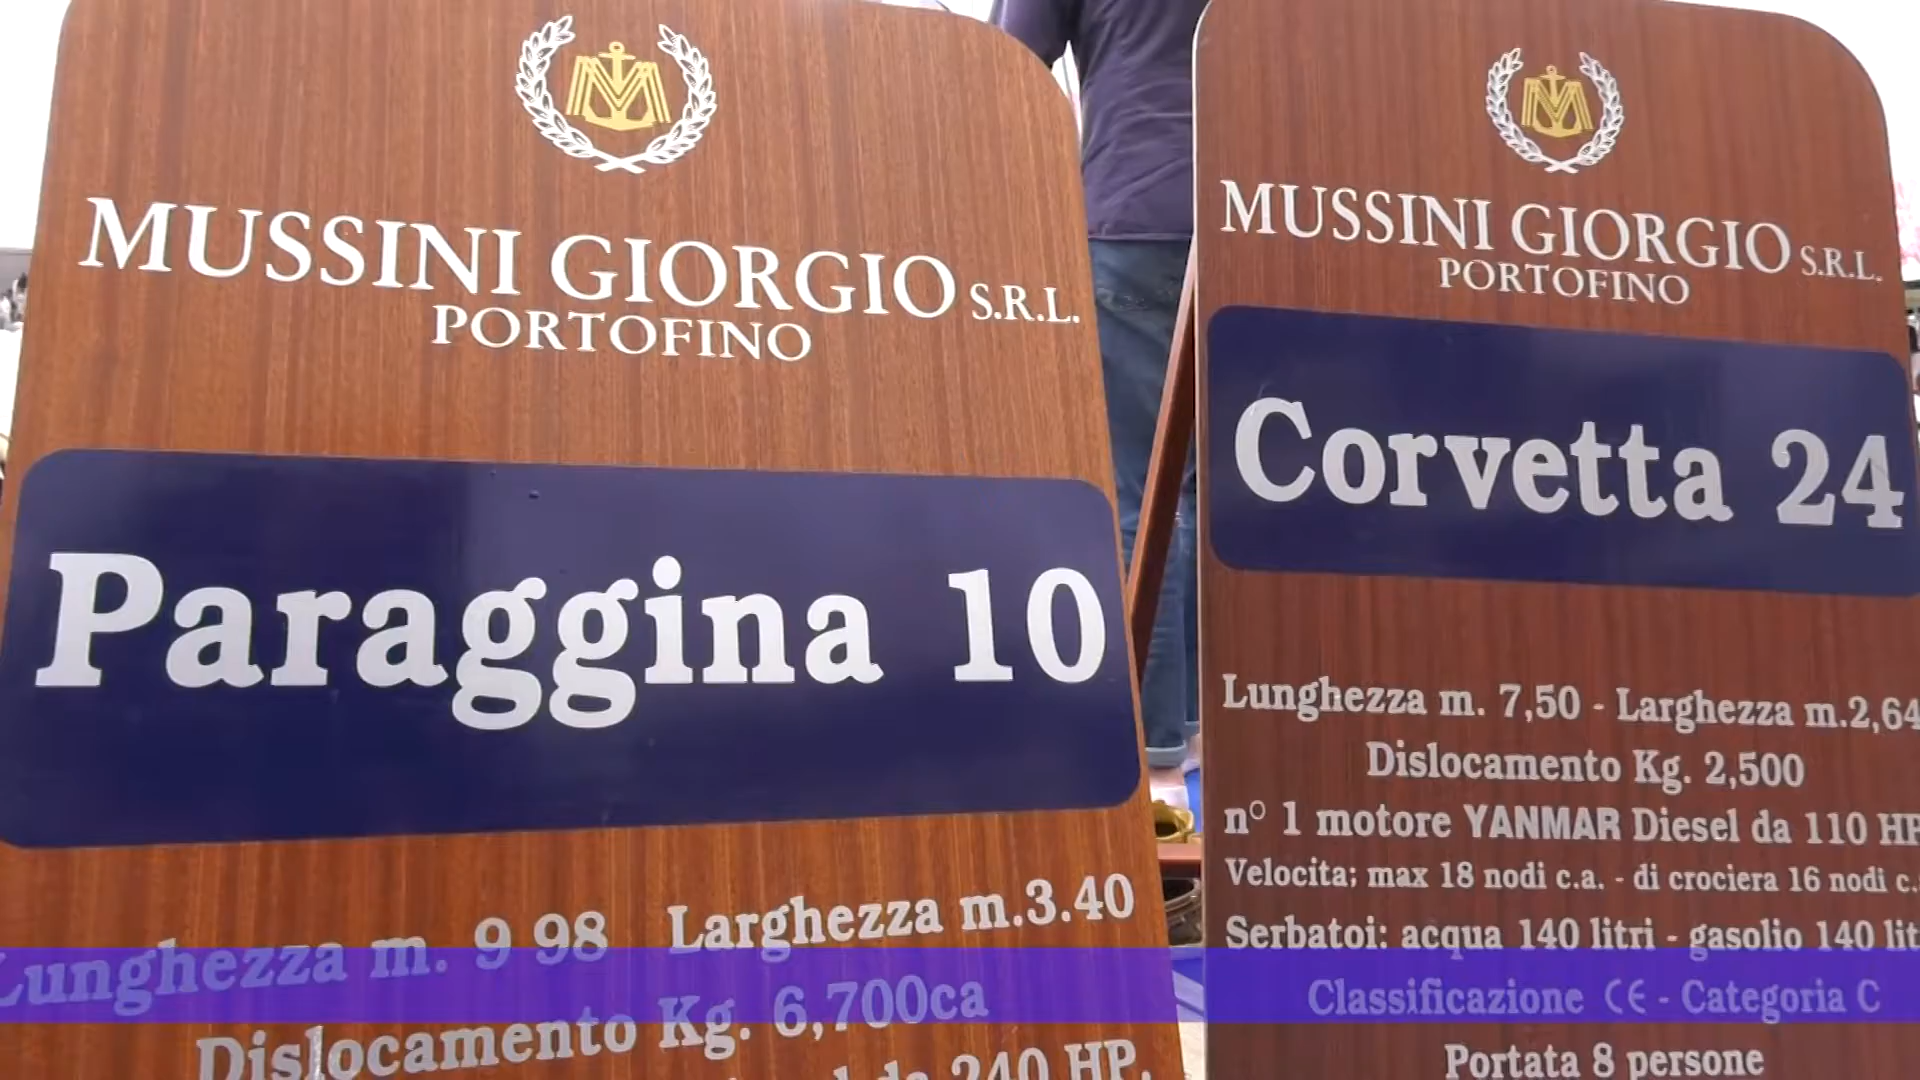 MUSSINI GIORGIO S.R.L.
PORTOFINO
Paraggina 10
Lunghezza m. 9 98 Larghezza m.3.40
Dislocamento Kg. 6,700ca
da 240 HP.
MUSSINI GIORGIO S.R.L.
PORTOFINO
Corvetta 24
Lunghezza m. 7,50 - Larghezza m.2,64
Dislocamento Kg. 2,500
n° 1 motore YANMAR Diesel da 110 HP
Velocita; max 18 nodi c.a. - di crociera 16 nodi c.
Serbatoi: acqua 140 litri - gasolio 140 lit
Classificazione CE - Categoria C
Portata 8 persone